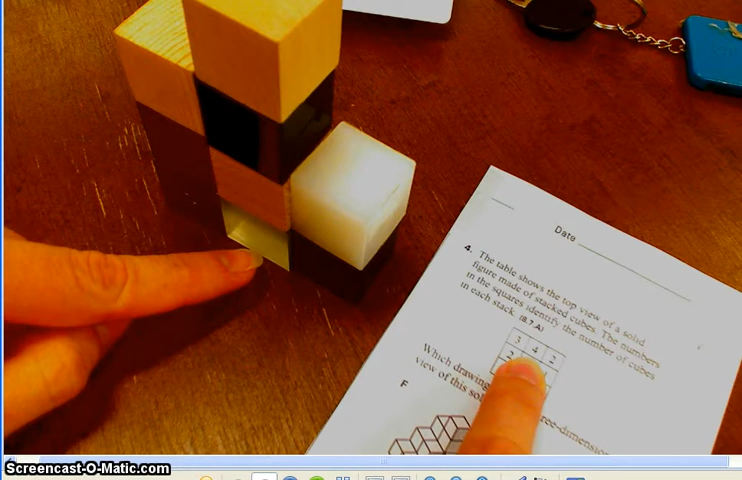 Date
4. The table shows the top view of a solid
figure made of stacked cubes. The numbers
in the squares identify the number of cubes
in each stack. (8.7.A)
3 4 2
2
Which drawing
view of this
F
Screencast-O-Matic.com